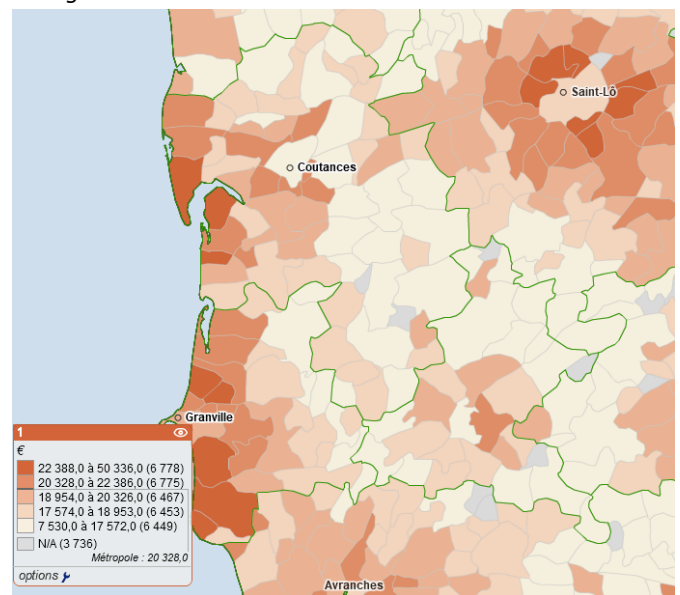 Saint-Lô
Coutances
Granville
1
€
22 388,0 à 50 336,0 (6 778)
20 328,0 à 22 386,0 (6 775)
18 954,0 à 20 326,0 (6 467)
17 574,0 à 18 953,0 (6 453)
7 530,0 à 17 572,0 (6 449)
N/A (3 736)
Métropole : 20 328,0
options
Avranches